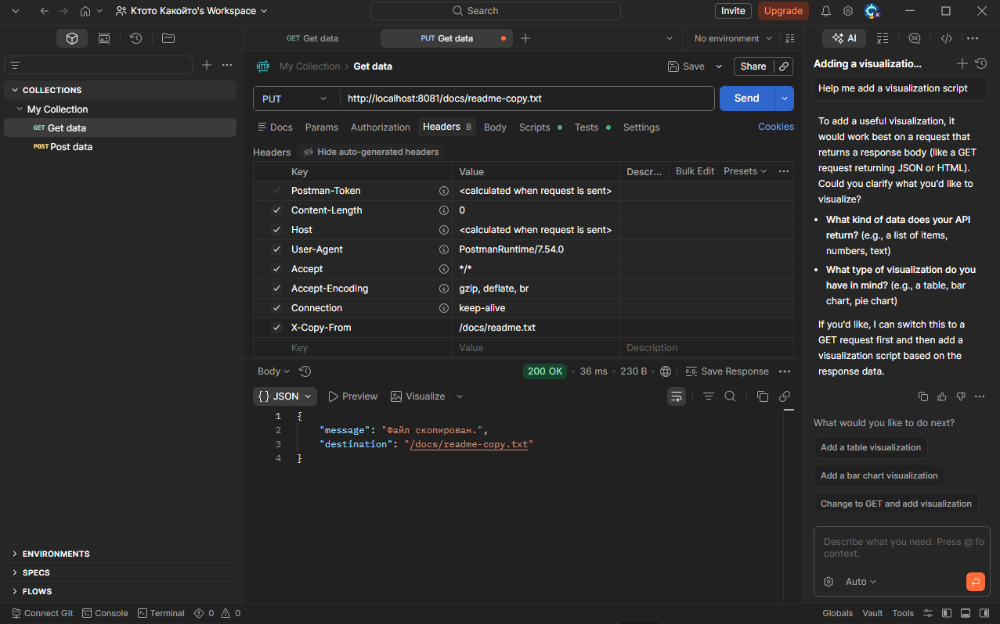 Ктото Какойто's Workspace
Search
Invite
Upgrade
GET Get data
PUT Get data
No environment
AI
COLLECTIONS
My Collection
GET Get data
POST Post data
ENVIRONMENTS
SPECS
FLOWS
HTTP
My Collection > Get data
Save
Share
PUT
http://localhost:8081/docs/readme-copy.txt
Send
Docs
Params
Authorization
Headers 8
Body
Scripts
Tests
Settings
Cookies
Headers
Hide auto-generated headers
Key Value Descr... Bulk Edit Presets
Postman-Token <calculated when request is sent>
Content-Length 0
Host <calculated when request is sent>
User-Agent PostmanRuntime/7.54.0
Accept */*
Accept-Encoding gzip, deflate, br
Connection keep-alive
X-Copy-From /docs/readme.txt
Key Value Description
Body
200 OK • 36 ms • 230 B
e.g. Save Response
{} JSON
Preview
Visualize
1 {
2 "message": "Файл скопирован.",
3 "destination": "/docs/readme-copy.txt"
4 }
Adding a visualizatio...
Help me add a visualization script
To add a useful visualization, it
would work best on a request that
returns a response body (like a GET
request returning JSON or HTML).
Could you clarify what you'd like to
visualize?
• What kind of data does your API
return? (e.g., a list of items,
numbers, text)
• What type of visualization do you
have in mind? (e.g., a table, bar
chart, pie chart)
If you'd like, I can switch this to a
GET request first and then add a
visualization script based on the
response data.
What would you like to do next?
Add a table visualization
Add a bar chart visualization
Change to GET and add visualization
Describe what you need. Press @ fo
context.
Auto
Connect Git
Console
Terminal
0
0
Globals
Vault
Tools